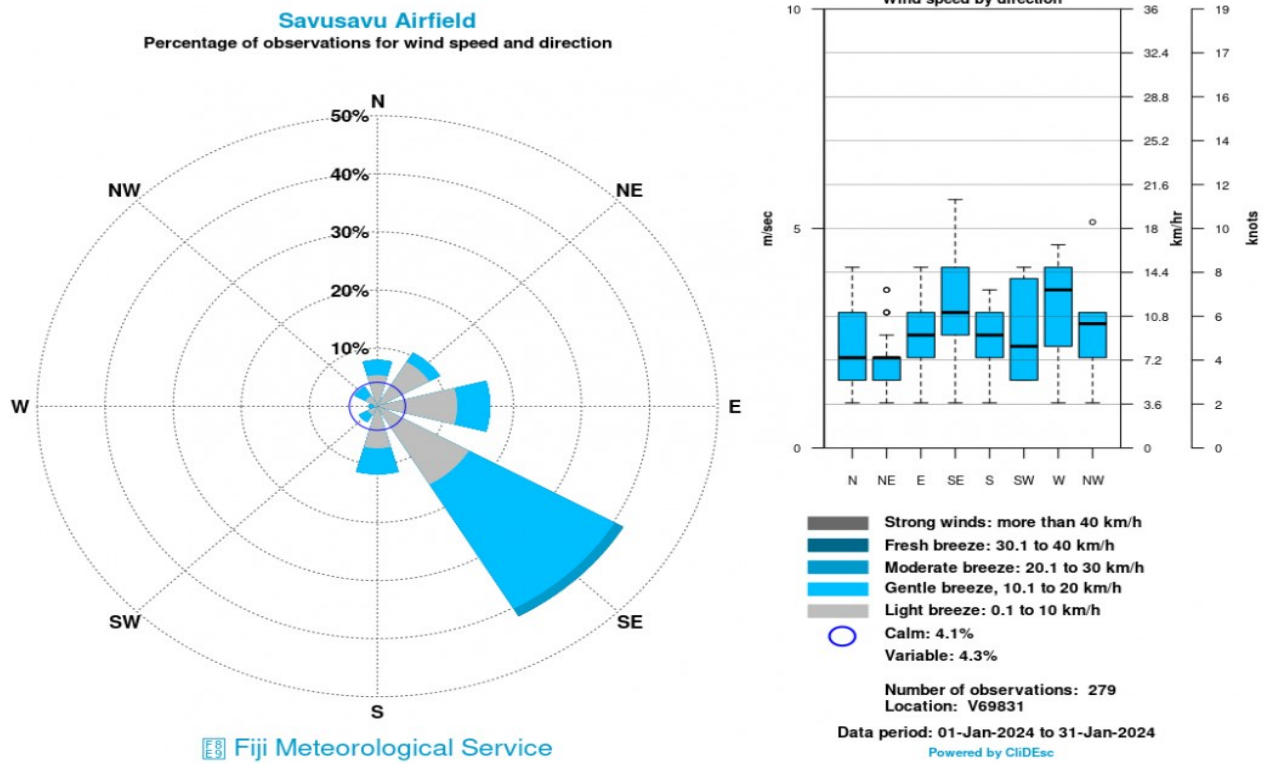 Savusavu Airfield
Percentage of observations for wind speed and direction
N
50%
40%
30%
20%
10%
NW
NE
W
E
SW
SE
S
Fiji Meteorological Service
Wind speed by direction
10
5
0
m/sec
36
32.4
28.8
25.2
21.6
18
14.4
10.8
7.2
3.6
0
km/hr
19
17
16
14
12
10
8
6
4
2
0
knots
N NE E SE S SW W NW
Strong winds: more than 40 km/h
Fresh breeze: 30.1 to 40 km/h
Moderate breeze: 20.1 to 30 km/h
Gentle breeze, 10.1 to 20 km/h
Light breeze: 0.1 to 10 km/h
Calm: 4.1%
Variable: 4.3%
Number of observations: 279
Location: V69831
Data period: 01-Jan-2024 to 31-Jan-2024
Powered by CliDEsc